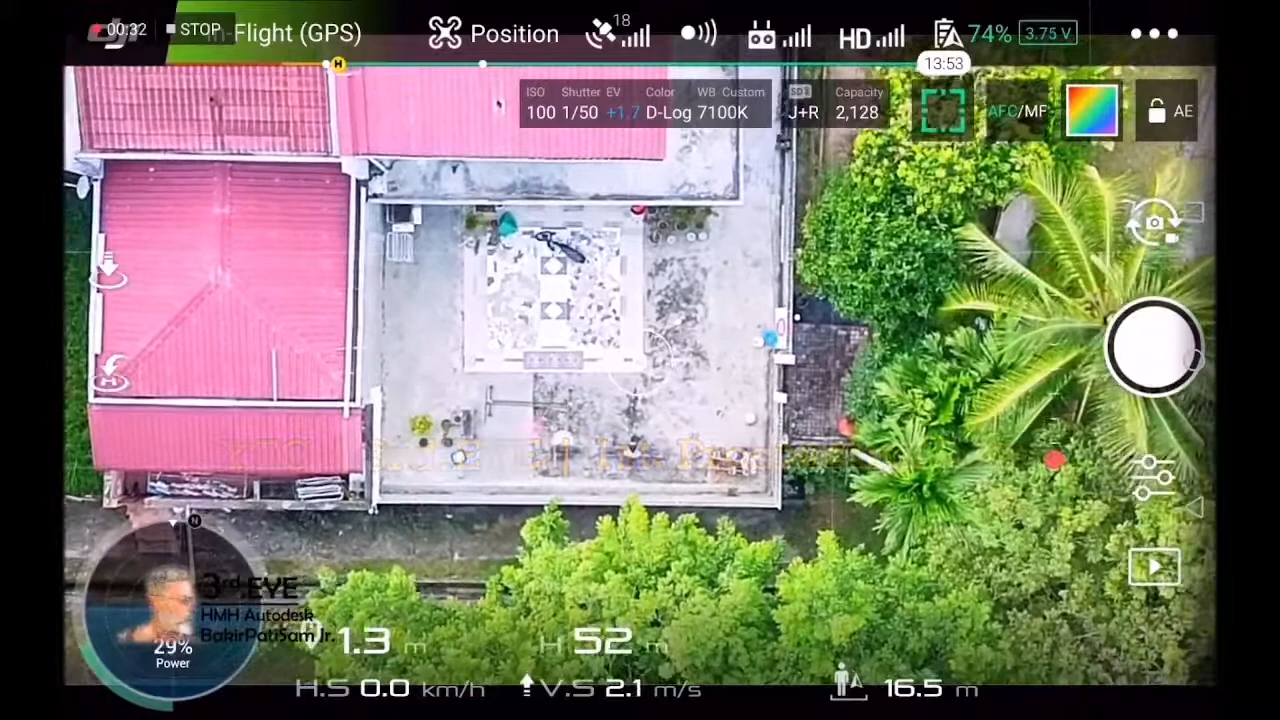 00:32 STOP
In-Flight (GPS)
Position
18
HD
74% 3.75 V
H
13:53
ISO Shutter EV Color WB Custom
100 1/50 +1.7 D-Log 7100K
SD
J+R
Capacity
2,128
AFC/MF
AE
N
H
3rd EYE
HMH Autodesk
BakirPatiSam Jr.
29%
Power
1.3 m
H 52 m
H.S 0.0 km/h
V.S 2.1 m/s
16.5 m